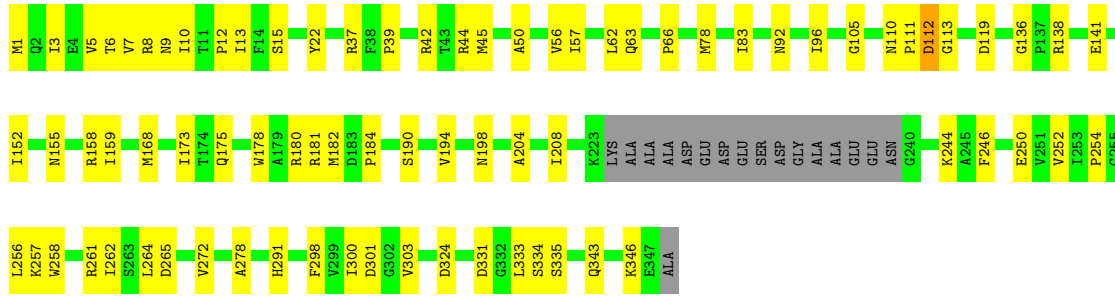 M1 Q2 I3 E4 V5 T6 V7 R8 N9 I10 T11 P12 I13 F14 S15 Y22 R37 F38 P39 R42 T43 R44 M45 A50 V56 I57 L62 Q63 P66 M78 I83 N92 I96 G105 N110 P111 D112 G113 D119 G136 P137 R138 E141
I152 N155 R158 I159 M168 I173 T174 Q175 W178 A179 R180 R181 M182 D183 P184 S190 V194 N198 A204 I208 K223 LYS ALA ALA ALA ASP GLU ASP GLU SER ASP GLY ALA ALA GLU GLU ASN G240 K244 A245 F246 E250 V251 V252 I253 P254 G255
L256 K257 W258 R261 I262 S263 L264 D265 V272 A278 H291 F298 V299 I300 D301 G302 V303 D324 D331 G332 L333 S334 S335 Q343 K346 E347 ALA